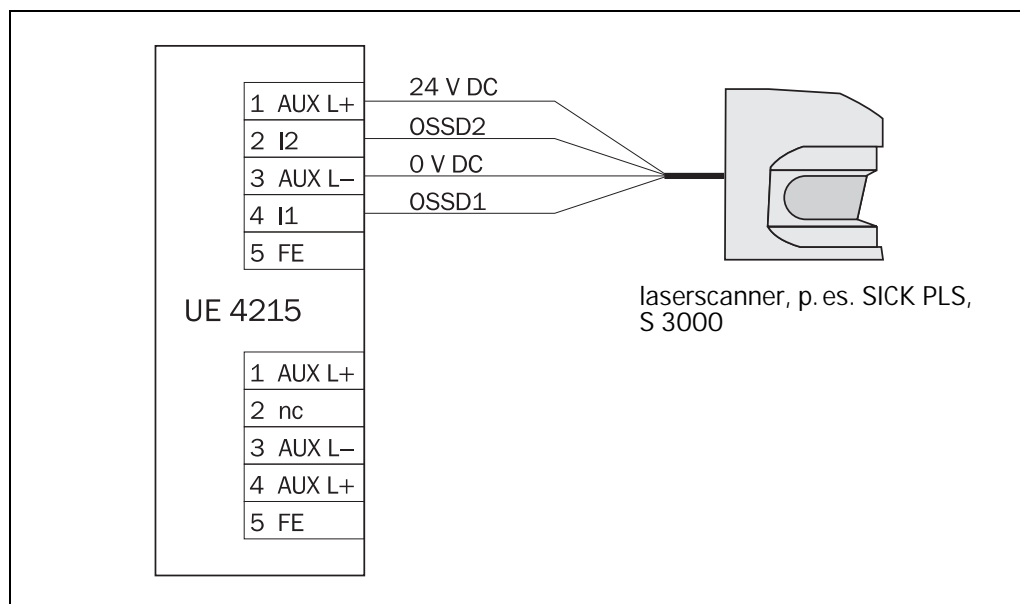 1 AUX L+
2 I2
3 AUX L–
4 I1
5 FE
24 V DC
OSSD2
0 V DC
OSSD1
UE 4215
laserscanner, p. es. SICK PLS,
S 3000
1 AUX L+
2 nc
3 AUX L–
4 AUX L+
5 FE